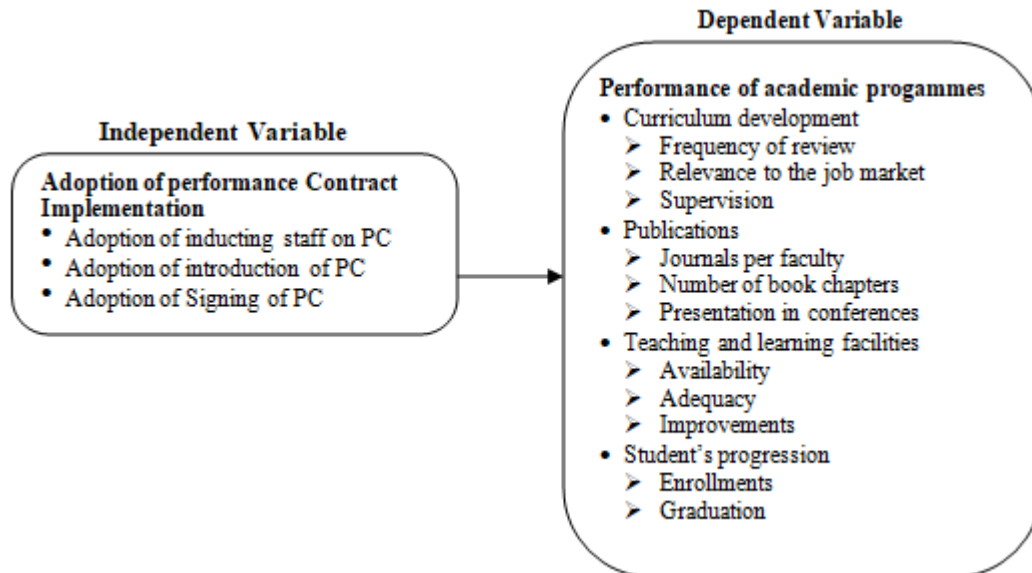 Dependent Variable
Performance of academic progammes
• Curriculum development
➤ Frequency of review
➤ Relevance to the job market
➤ Supervision
• Publications
➤ Journals per faculty
➤ Number of book chapters
➤ Presentation in conferences
• Teaching and learning facilities
➤ Availability
➤ Adequacy
➤ Improvements
• Student’s progression
➤ Enrollments
➤ Graduation
Independent Variable
Adoption of performance Contract
Implementation
• Adoption of inducting staff on PC
• Adoption of introduction of PC
• Adoption of Signing of PC